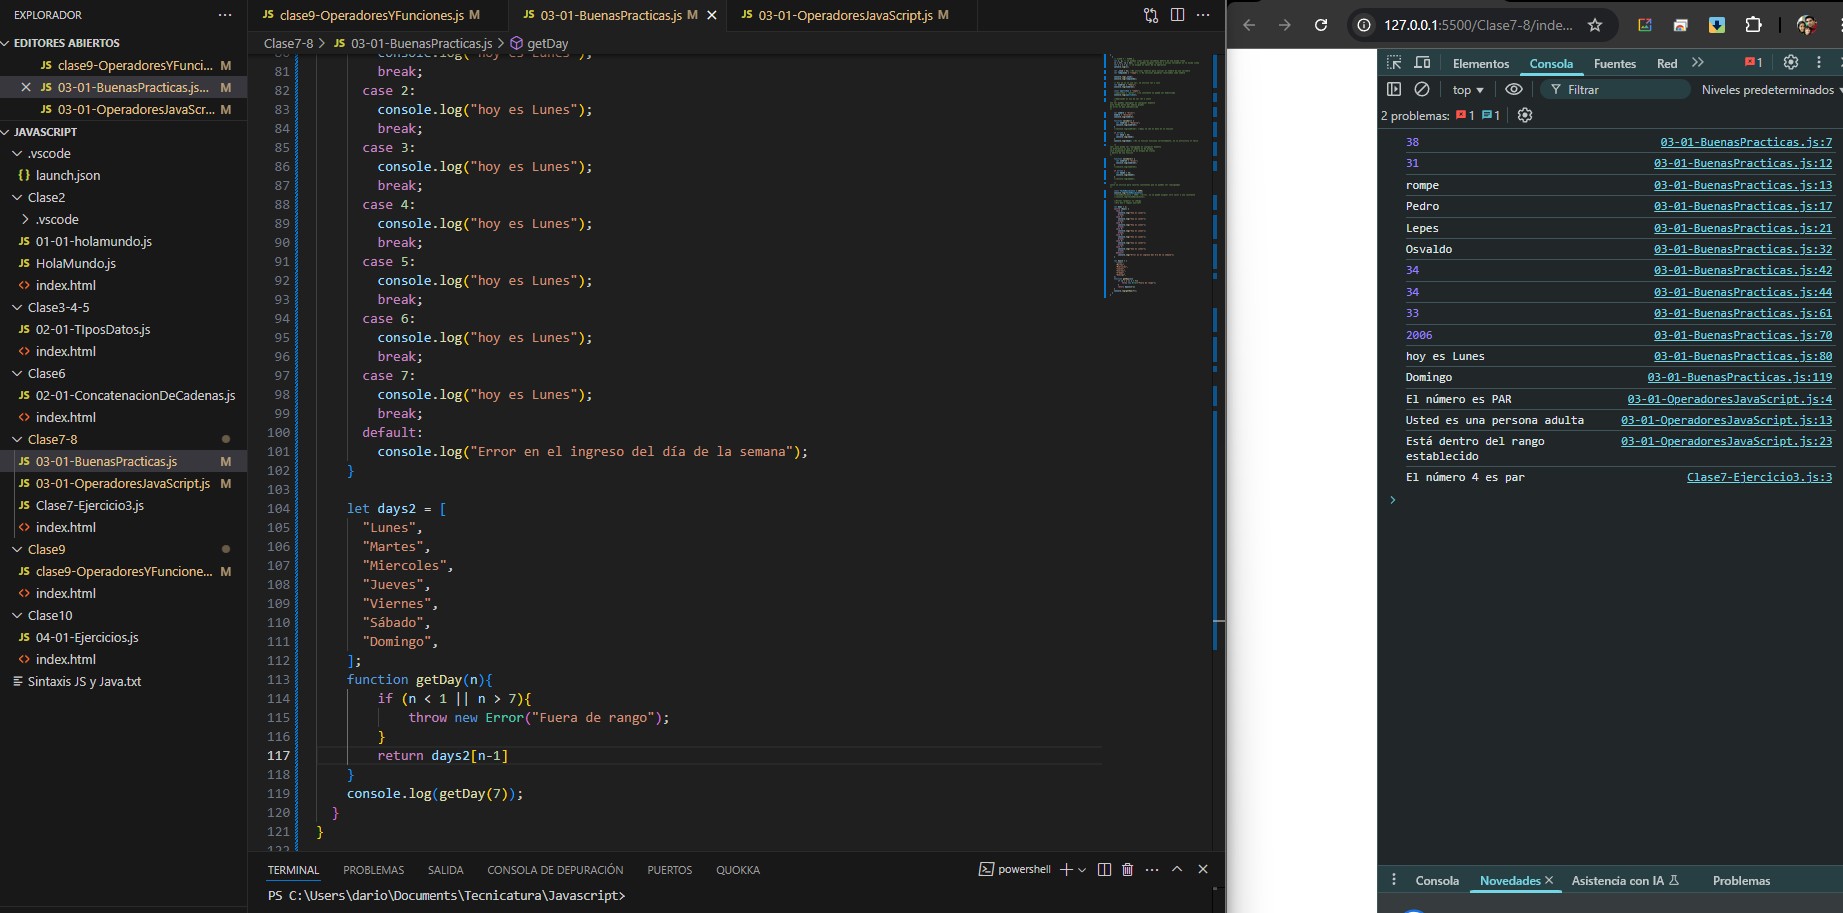 EXPLORADOR
EDITORES ABIERTOS
clase9-OperadoresYFunci... M
03-01-BuenasPracticas.js... M
03-01-OperadoresJavaScr... M
JAVASCRIPT
.vscode
launch.json
Clase2
.vscode
01-01-holamundo.js
HolaMundo.js
index.html
Clase3-4-5
02-01-TIposDatos.js
index.html
Clase6
02-01-ConcatenacionDeCadenas.js
index.html
Clase7-8
03-01-BuenasPracticas.js M
03-01-OperadoresJavaScript.js M
Clase7-Ejercicio3.js
index.html
Clase9
clase9-OperadoresYFuncione... M
index.html
Clase10
04-01-Ejercicios.js
index.html
Sintaxis JS y Java.txt
JS clase9-OperadoresYFunciones.js M
JS 03-01-BuenasPracticas.js M
JS 03-01-OperadoresJavaScript.js M
Clase7-8 > JS 03-01-BuenasPracticas.js > getDay
80 console.log("hoy es Lunes");
81 break;
82 case 2:
83 console.log("hoy es Lunes");
84 break;
85 case 3:
86 console.log("hoy es Lunes");
87 break;
88 case 4:
89 console.log("hoy es Lunes");
90 break;
91 case 5:
92 console.log("hoy es Lunes");
93 break;
94 case 6:
95 console.log("hoy es Lunes");
96 break;
97 case 7:
98 console.log("hoy es Lunes");
99 break;
100 default:
101 console.log("Error en el ingreso del día de la semana");
102 }
103
104 let days2 = [
105 "Lunes",
106 "Martes",
107 "Miercoles",
108 "Jueves",
109 "Viernes",
110 "Sábado",
111 "Domingo",
112 ];
113 function getDay(n){
114 if (n < 1 || n > 7){
115 throw new Error("Fuera de rango");
116 }
117 return days2[n-1]
118 }
119 console.log(getDay(7));
120 }
121 }
122
TERMINAL PROBLEMAS SALIDA CONSOLA DE DEPURACIÓN PUERTOS QUOKKA powershell
PS C:\Users\dario\Documents\Tecnicatura\Javascript>
127.0.0.1:5500/Clase7-8/inde...
Elementos Consola Fuentes Red 1
top Filtrar Niveles predeterminados
2 problemas: 1 1
38 03-01-BuenasPracticas.js:7
31 03-01-BuenasPracticas.js:12
rompe 03-01-BuenasPracticas.js:13
Pedro 03-01-BuenasPracticas.js:17
Lepes 03-01-BuenasPracticas.js:21
Osvaldo 03-01-BuenasPracticas.js:32
34 03-01-BuenasPracticas.js:42
34 03-01-BuenasPracticas.js:44
33 03-01-BuenasPracticas.js:61
2006 03-01-BuenasPracticas.js:70
hoy es Lunes 03-01-BuenasPracticas.js:80
Domingo 03-01-BuenasPracticas.js:119
El número es PAR 03-01-OperadoresJavaScript.js:4
Usted es una persona adulta 03-01-OperadoresJavaScript.js:13
Está dentro del rango 03-01-OperadoresJavaScript.js:23
establecido
El número 4 es par Clase7-Ejercicio3.js:3
Consola Novedades Asistencia con IA Problemas